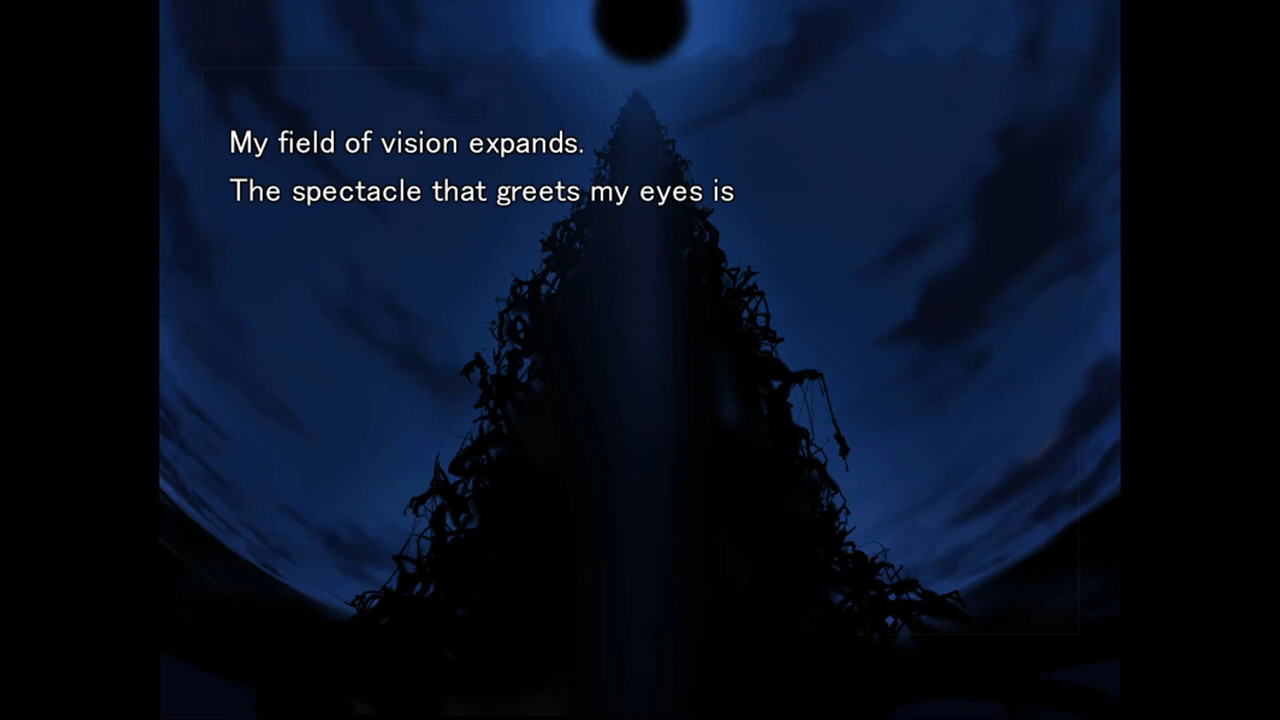 My field of vision expands.
The spectacle that greets my eyes is